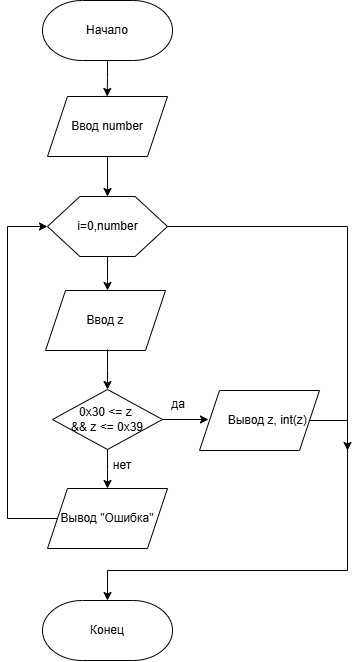 Начало
Ввод number
i=0,number
Ввод z
0x30 <= z
&& z <= 0x39
да
Вывод z, int(z)
нет
Вывод "Ошибка"
Конец